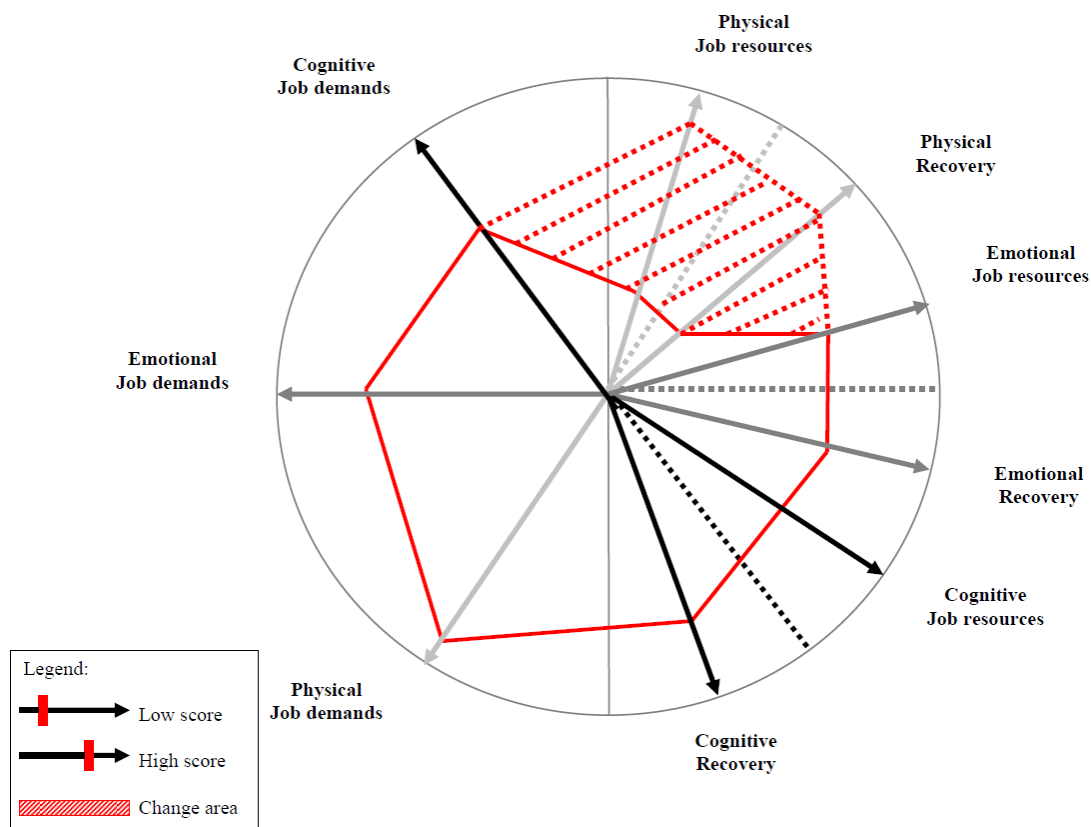 Physical
Job resources
Cognitive
Job demands
Physical
Recovery
Emotional
Job resources
Emotional
Job demands
Emotional
Recovery
Cognitive
Job resources
Legend:
Low score
High score
Change area
Physical
Job demands
Cognitive
Recovery